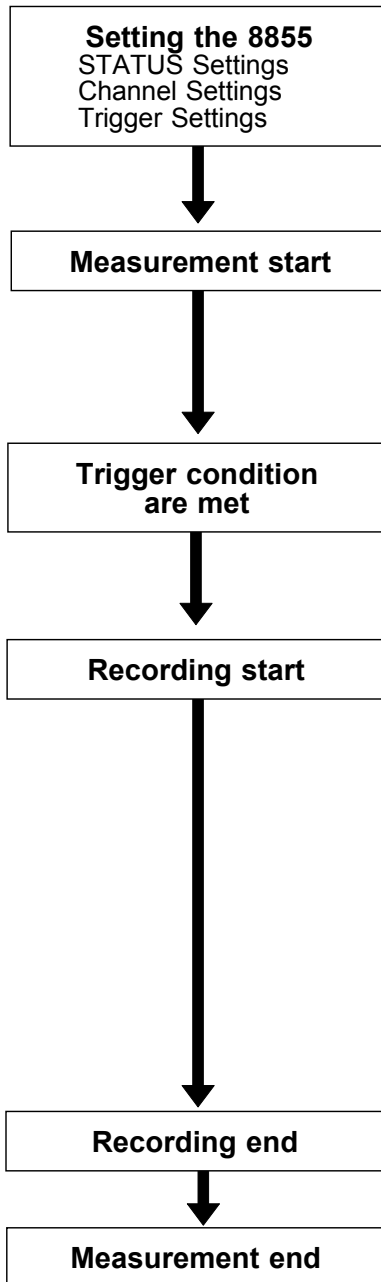 Setting the 8855
STATUS Settings
Channel Settings
Trigger Settings
Measurement start
Trigger condition
are met
Recording start
Recording end
Measurement end